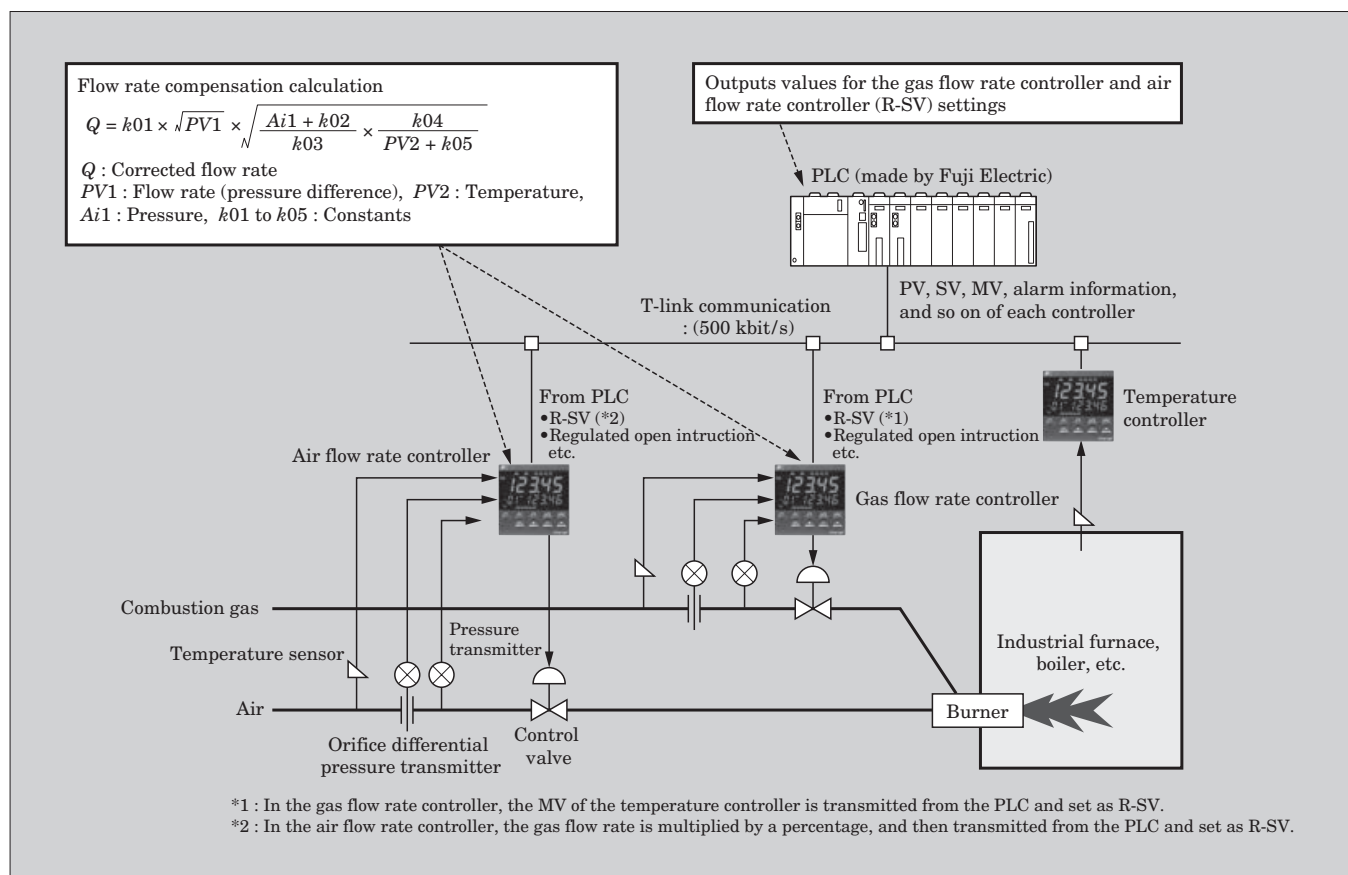 Flow rate compensation calculation
Q = k01 × √PV1 × √((Ai1 + k02)/k03 × k04/(PV2 + k05))
Q : Corrected flow rate
PV1 : Flow rate (pressure difference), PV2 : Temperature,
Ai1 : Pressure, k01 to k05 : Constants
Outputs values for the gas flow rate controller and air
flow rate controller (R-SV) settings
PLC (made by Fuji Electric)
PV, SV, MV, alarm information,
and so on of each controller
T-link communication
: (500 kbit/s)
From PLC
•R-SV (*2)
•Regulated open intruction
etc.
From PLC
•R-SV (*1)
•Regulated open intruction
etc.
12345
12345
12345
Temperature
controller
Air flow rate controller
Gas flow rate controller
Combustion gas
Pressure
transmitter
Temperature sensor
Industrial furnace,
boiler, etc.
Air
Burner
Orifice differential
pressure transmitter
Control
valve
*1 : In the gas flow rate controller, the MV of the temperature controller is transmitted from the PLC and set as R-SV.
*2 : In the air flow rate controller, the gas flow rate is multiplied by a percentage, and then transmitted from the PLC and set as R-SV.